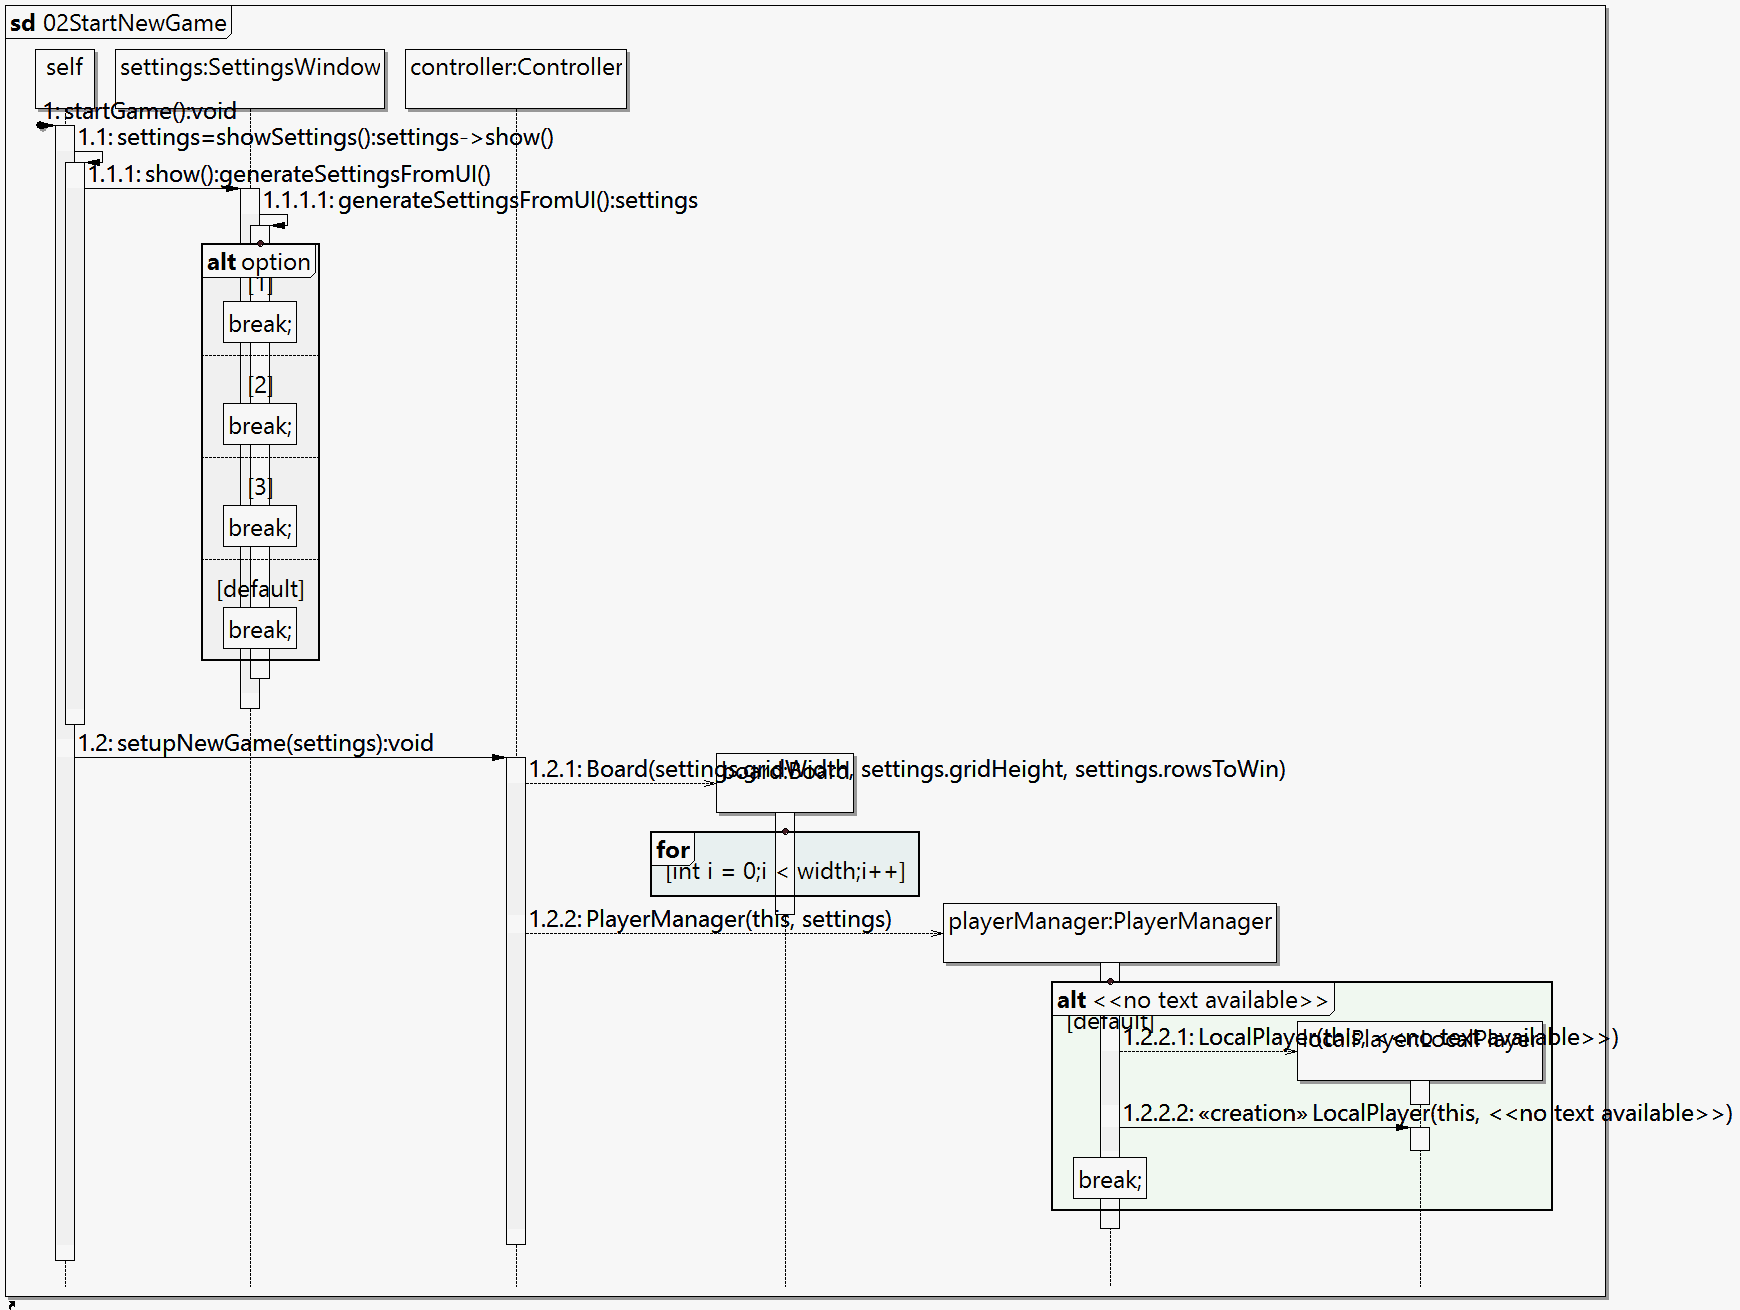 sd 02StartNewGame
self
settings:SettingsWindow
controller:Controller
1: startGame():void
1.1: settings=showSettings():settings->show()
1.1.1: show():generateSettingsFromUI()
1.1.1.1: generateSettingsFromUI():settings
alt option
[1]
break;
[2]
break;
[3]
break;
[default]
break;
1.2: setupNewGame(settings):void
board:Board
1.2.1: Board(settings.gridWidth, settings.gridHeight, settings.rowsToWin)
for
[int i = 0;i < width;i++]
1.2.2: PlayerManager(this, settings)
playerManager:PlayerManager
alt <<no text available>>
[default]
1.2.2.1: LocalPlayer(this, <<no text available>>)
localPlayer:LocalPlayer
1.2.2.2: «creation» LocalPlayer(this, <<no text available>>)
break;